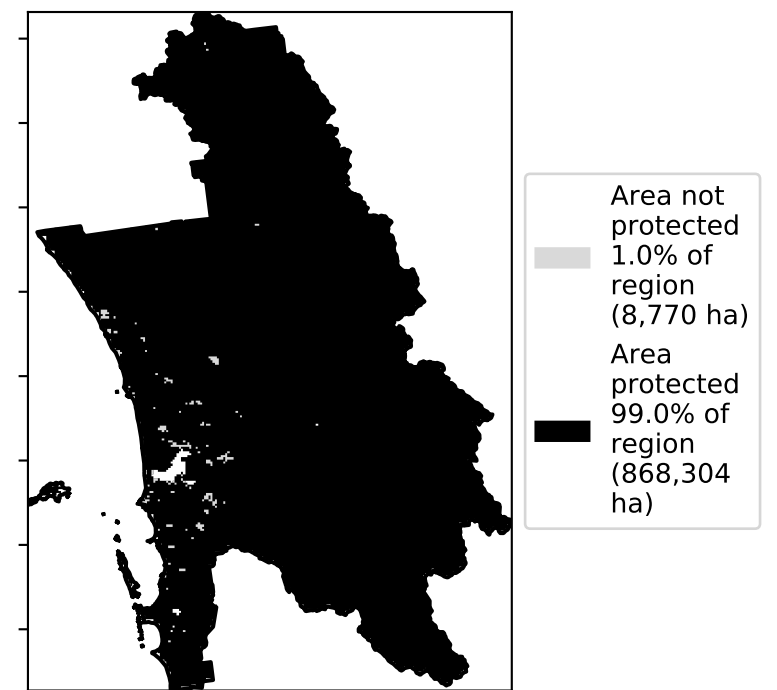 Area not
protected
1.0% of
region
(8,770 ha)
Area
protected
99.0% of
region
(868,304
ha)